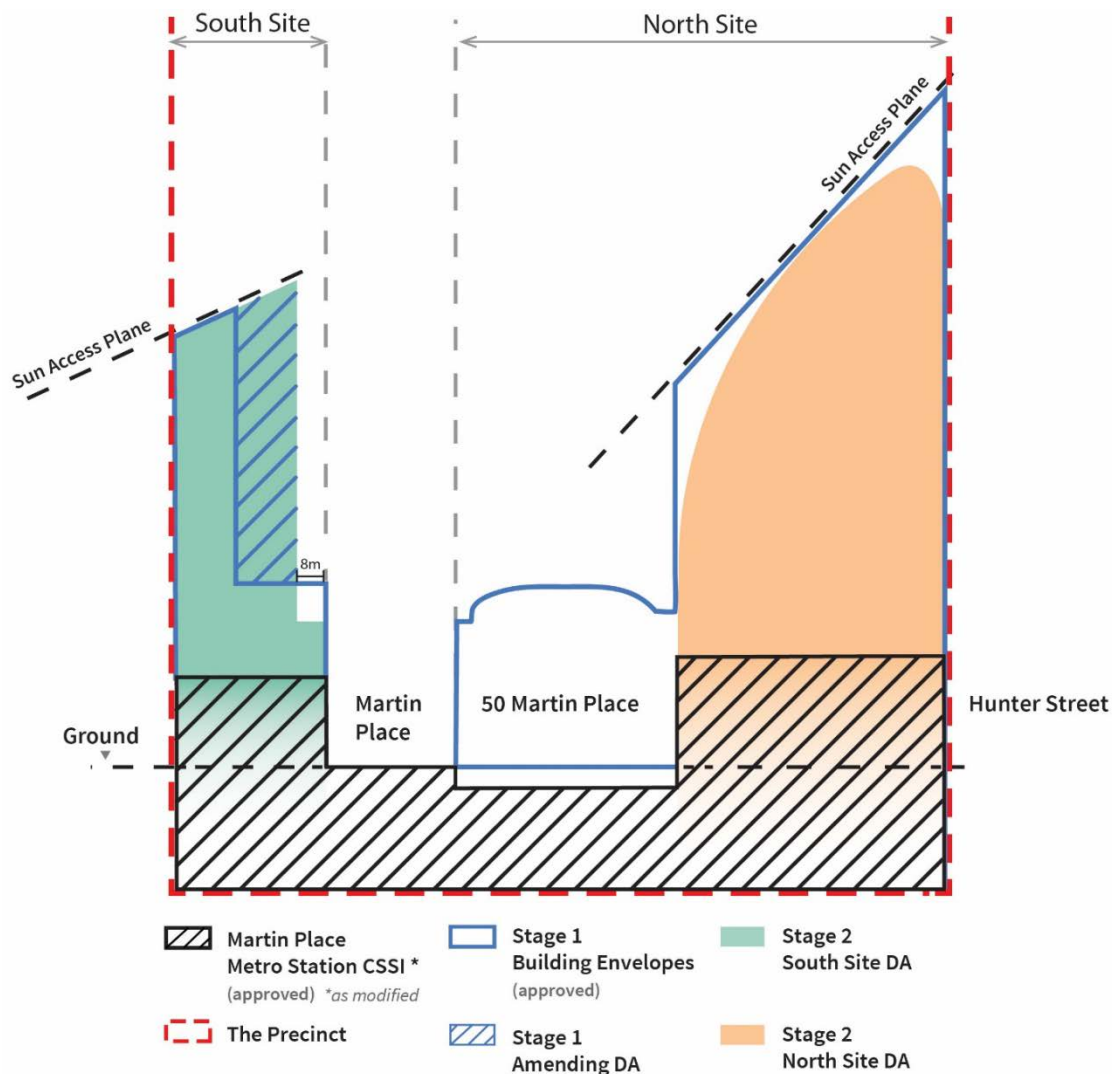 South Site
North Site
Sun Access Plane
Sun Access Plane
8m
Martin
Place
50 Martin Place
Hunter Street
Ground
Martin Place
Metro Station CSSI *
(approved) *as modified
Stage 1
Building Envelopes
(approved)
Stage 2
South Site DA
The Precinct
Stage 1
Amending DA
Stage 2
North Site DA